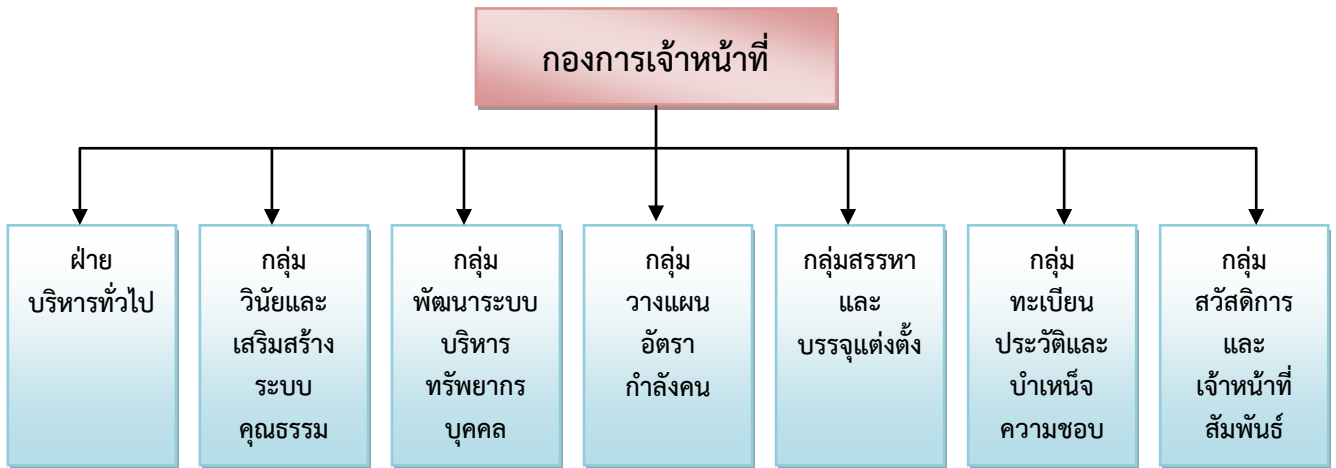 กองการเจ้าหน้าที่
ฝ่าย
บริหารทั่วไป
กลุ่ม
วินัยและ
เสริมสร้าง
ระบบ
คุณธรรม
กลุ่ม
พัฒนาระบบ
บริหาร
ทรัพยากร
บุคคล
กลุ่ม
วางแผน
อัตรา
กำลังคน
กลุ่มสรรหา
และ
บรรจุแต่งตั้ง
กลุ่ม
ทะเบียน
ประวัติและ
บำเหน็จ
ความชอบ
กลุ่ม
สวัสดิการ
และ
เจ้าหน้าที่
สัมพันธ์